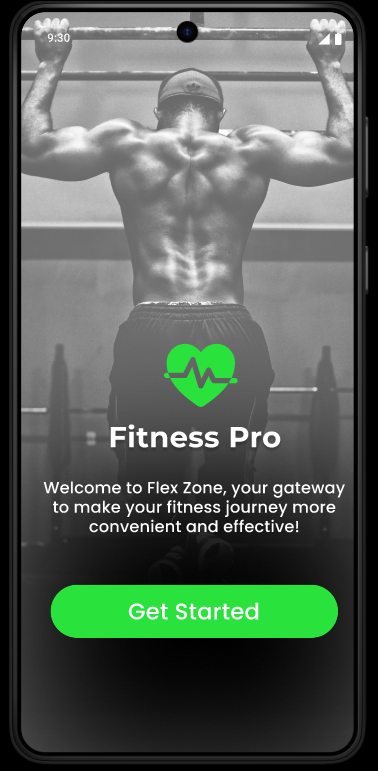 9:30
Fitness Pro
Welcome to Flex Zone, your gateway
to make your fitness journey more
convenient and effective!
Get Started